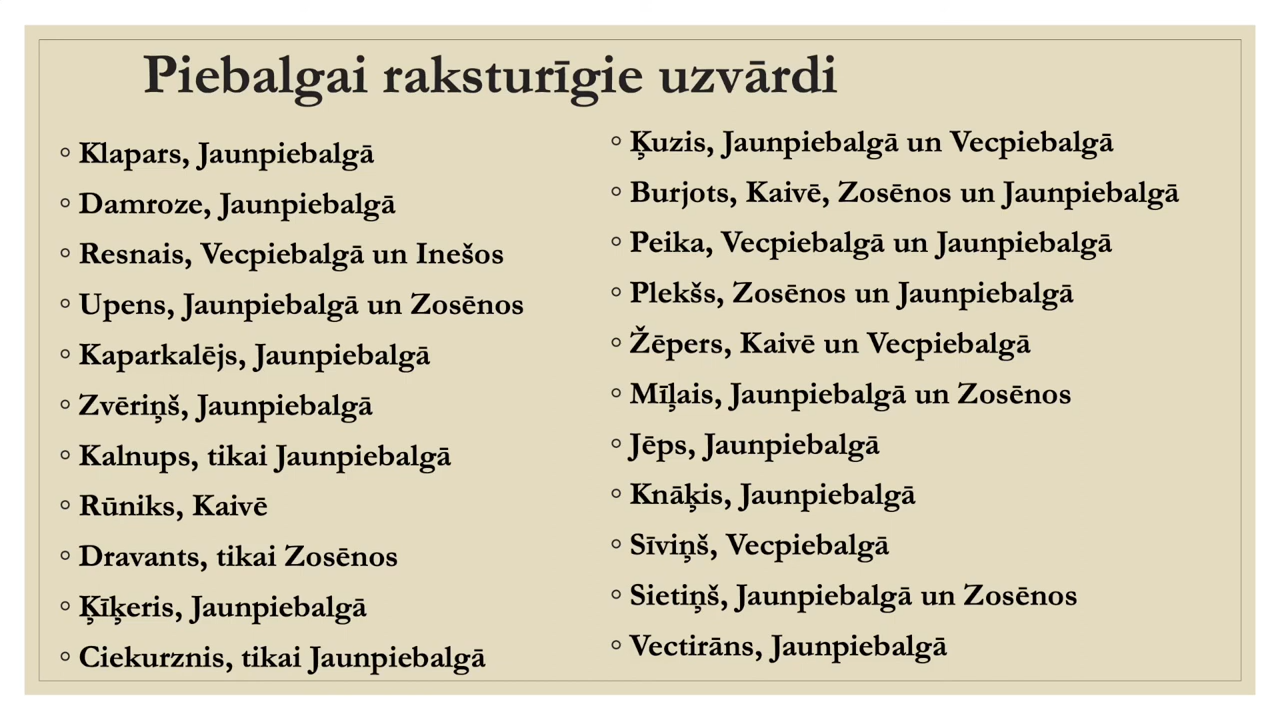 Piebalgai raksturīgie uzvārdi
◦ Klapars, Jaunpiebalgā
◦ Damroze, Jaunpiebalgā
◦ Resnais, Vecpiebalgā un Inešos
◦ Upens, Jaunpiebalgā un Zosēnos
◦ Kaparkalējs, Jaunpiebalgā
◦ Zvēriņš, Jaunpiebalgā
◦ Kalnups, tikai Jaunpiebalgā
◦ Rūniks, Kaivē
◦ Dravants, tikai Zosēnos
◦ Ķīķeris, Jaunpiebalgā
◦ Ciekurznis, tikai Jaunpiebalgā
◦ Ķuzis, Jaunpiebalgā un Vecpiebalgā
◦ Burjots, Kaivē, Zosēnos un Jaunpiebalgā
◦ Peika, Vecpiebalgā un Jaunpiebalgā
◦ Plekšs, Zosēnos un Jaunpiebalgā
◦ Žēpers, Kaivē un Vecpiebalgā
◦ Mīļais, Jaunpiebalgā un Zosēnos
◦ Jēps, Jaunpiebalgā
◦ Knāķis, Jaunpiebalgā
◦ Sīviņš, Vecpiebalgā
◦ Sietiņš, Jaunpiebalgā un Zosēnos
◦ Vectirāns, Jaunpiebalgā